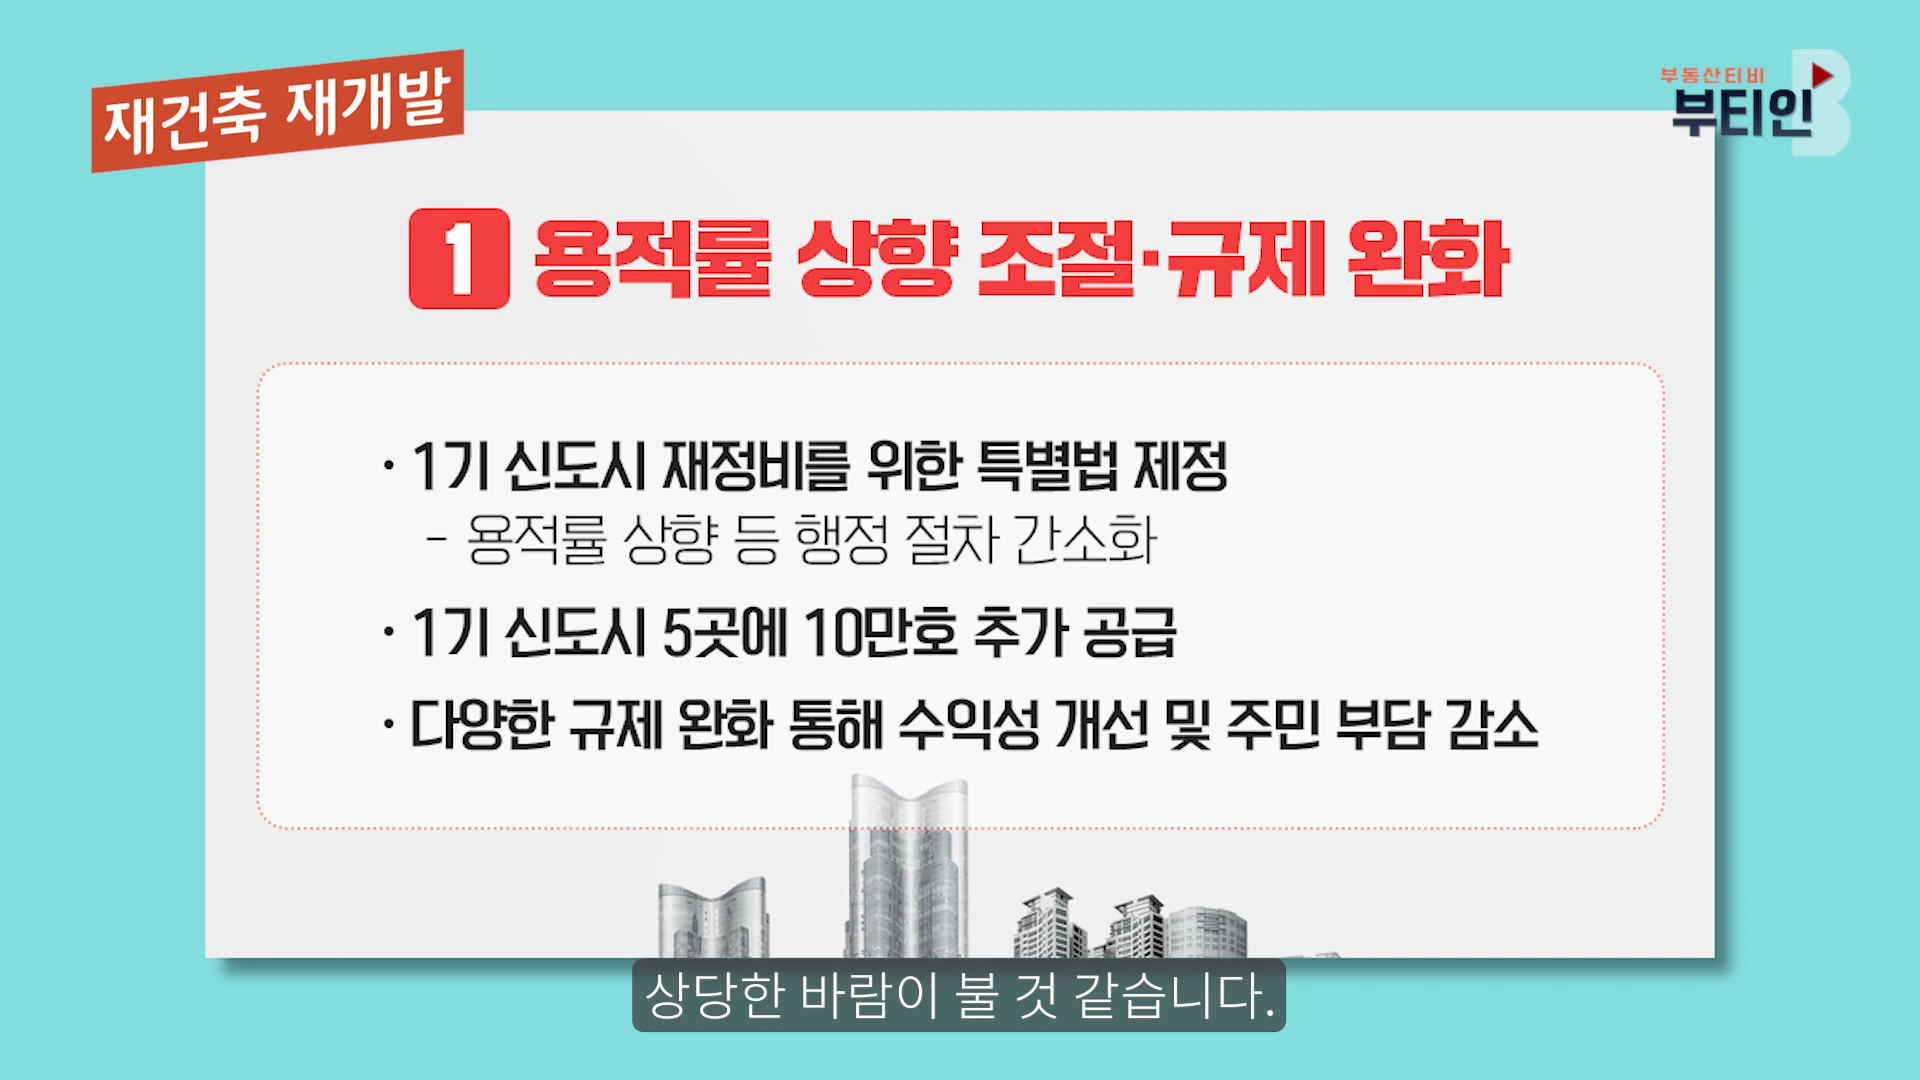 재건축 재개발
부동산티비
부티인
1 용적률 상향 조절·규제 완화
· 1기 신도시 재정비를 위한 특별법 제정
- 용적률 상향 등 행정 절차 간소화
· 1기 신도시 5곳에 10만호 추가 공급
· 다양한 규제 완화 통해 수익성 개선 및 주민 부담 감소
상당한 바람이 불 것 같습니다.